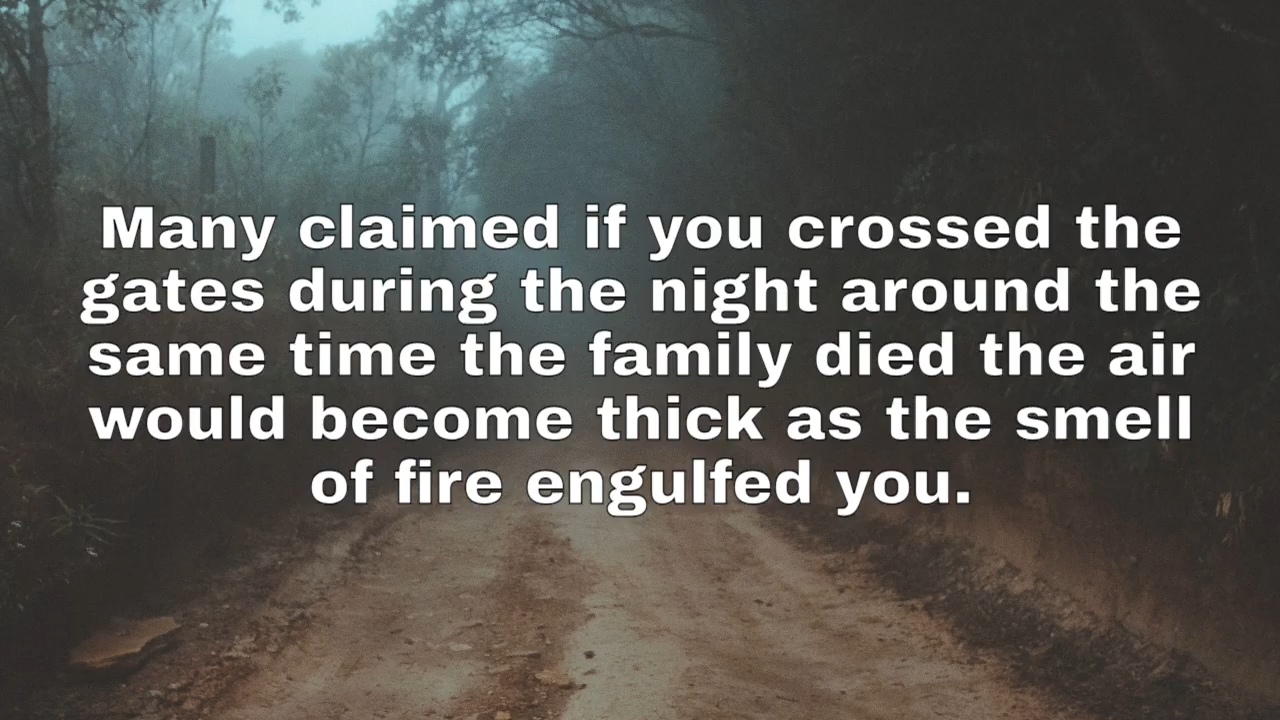 Many claimed if you crossed the
gates during the night around the
same time the family died the air
would become thick as the smell
of fire engulfed you.